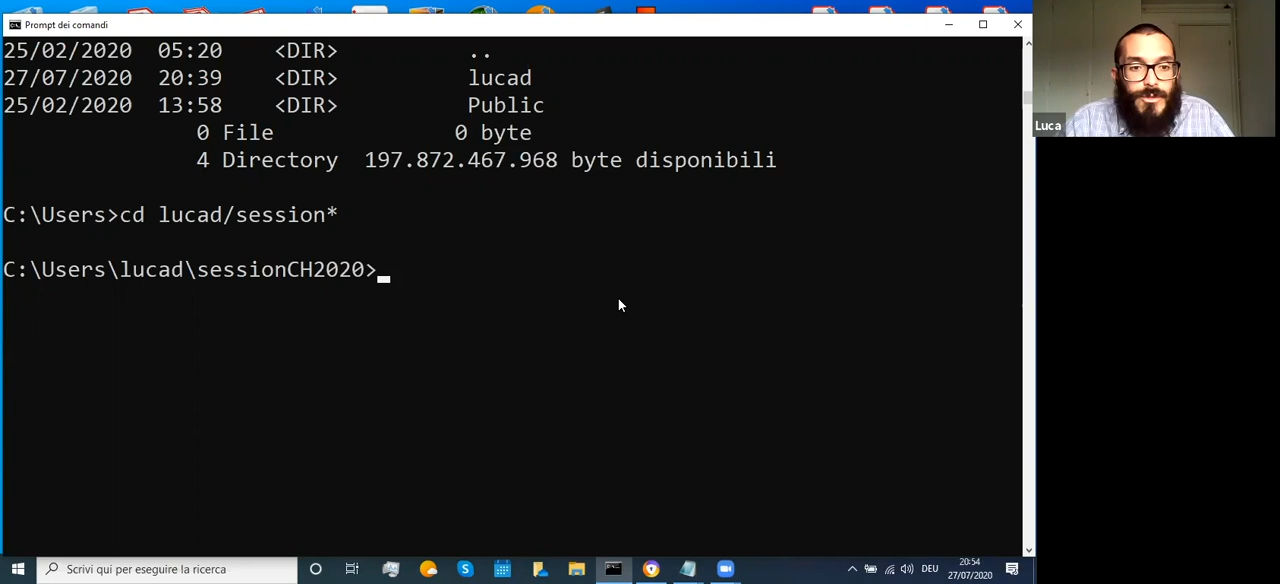 Prompt dei comandi
25/02/2020 05:20 <DIR> ..
27/07/2020 20:39 <DIR> lucad
25/02/2020 13:58 <DIR> Public
0 File 0 byte
4 Directory 197.872.467.968 byte disponibili
C:\Users>cd lucad/session*
C:\Users\lucad\sessionCH2020>
Luca
Scrivi qui per eseguire la ricerca
DEU
20:54
27/07/2020